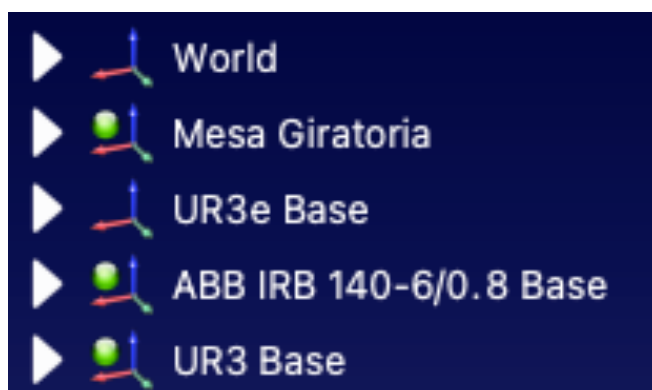 World
Mesa Giratoria
UR3e Base
ABB IRB 140-6/0.8 Base
UR3 Base